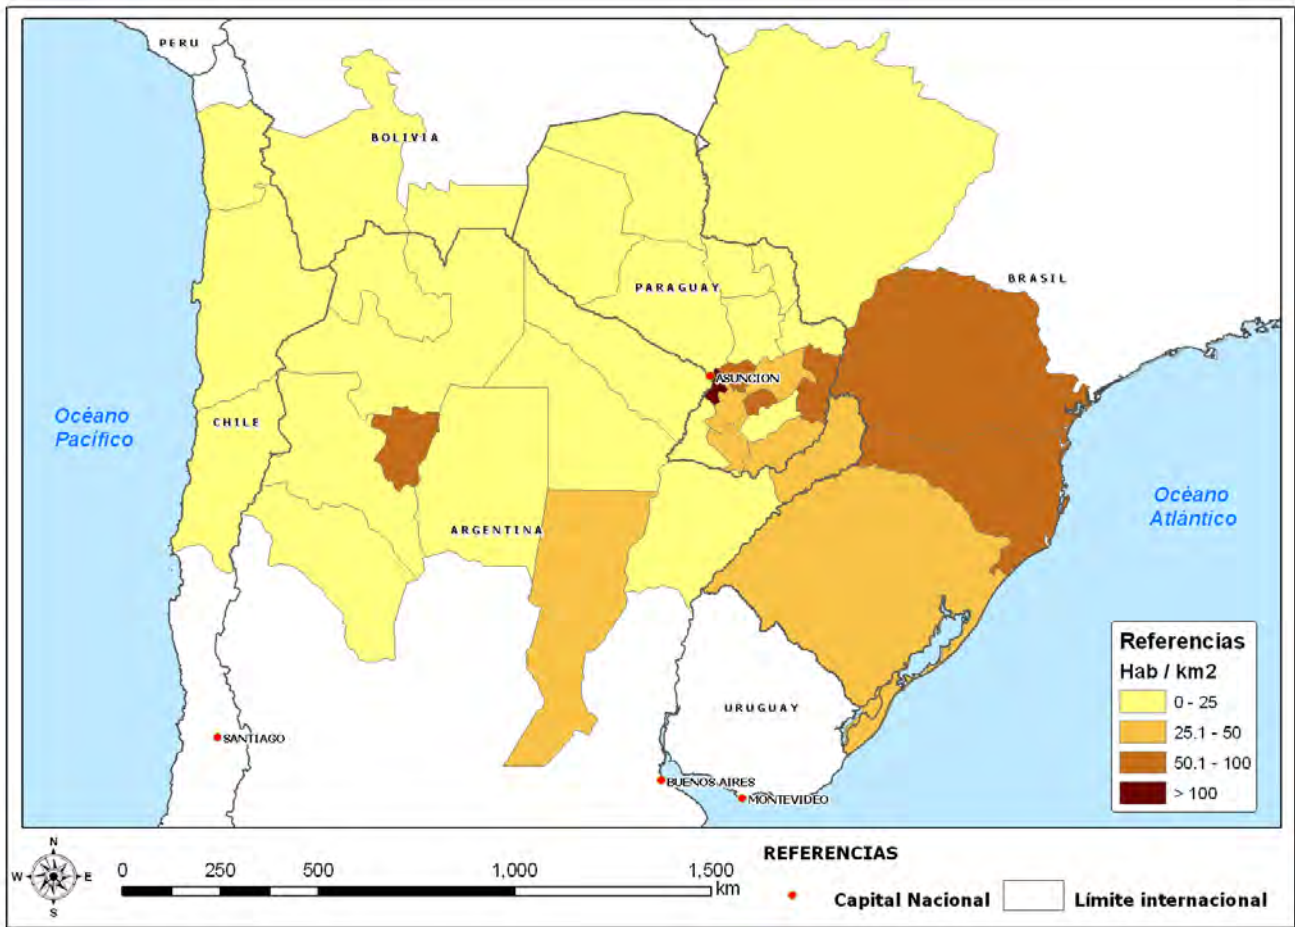 PERU
BOLIVIA
BRASIL
PARAGUAY
ASUNCION
Océano
Pacífico
CHILE
Océano
Atlántico
ARGENTINA
URUGUAY
SANTIAGO
BUENOS AIRES
MONTEVIDEO
Referencias
Hab / km2
0 - 25
25.1 - 50
50.1 - 100
> 100
N
W E
S
0 250 500 1,000 1,500
km
REFERENCIAS
Capital Nacional Límite internacional